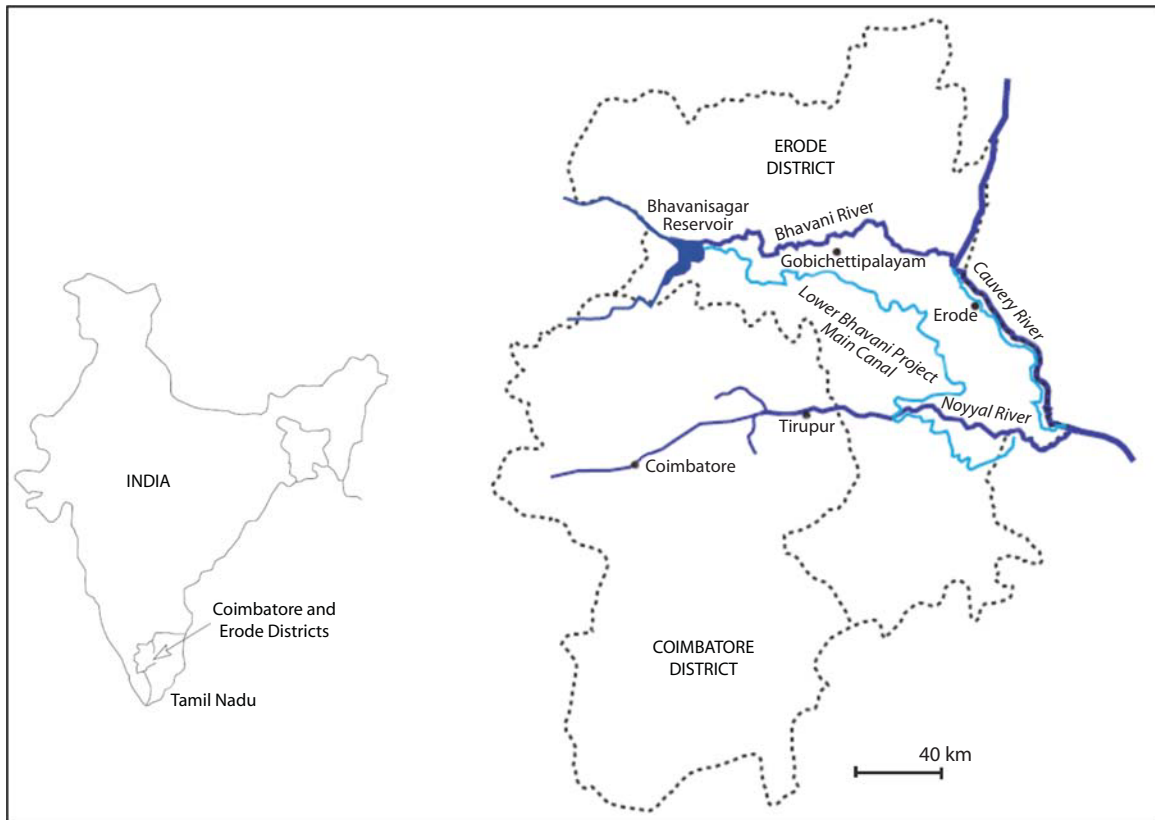 INDIA
Coimbatore and
Erode Districts
Tamil Nadu
ERODE
DISTRICT
Bhavanisagar
Reservoir
Bhavani River
Gobichettipalayam
Cauvery River
Erode
Lower Bhavani Project
Main Canal
Noyyal River
Tirupur
Coimbatore
COIMBATORE
DISTRICT
40 km